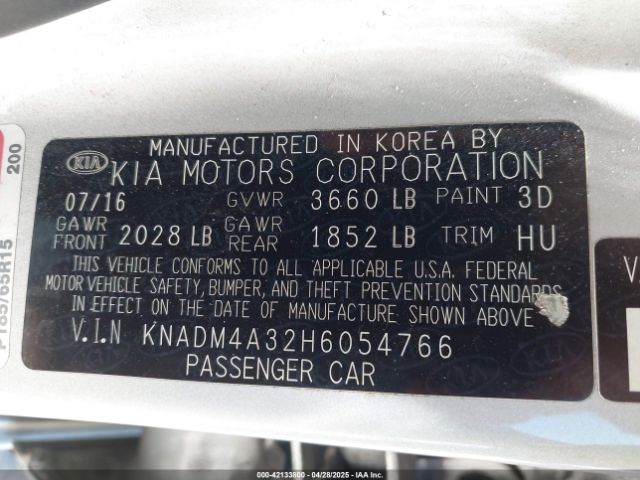 MANUFACTURED IN KOREA BY
KIA KIA MOTORS CORPORATION
07/16 GVWR 3660 LB PAINT 3D
GAWR FRONT 2028 LB GAWR REAR 1852 LB TRIM HU
THIS VEHICLE CONFORMS TO ALL APPLICABLE U.S.A. FEDERAL
MOTOR VEHICLE SAFETY, BUMPER, AND THEFT PREVENTION STANDARDS
IN EFFECT ON THE DATE OF MANUFACTURE SHOWN ABOVE
V.I.N KNADM4A32H6054766
PASSENGER CAR
200
P185/65R15
V
000-42133800 - 04/28/2025 - IAA Inc.